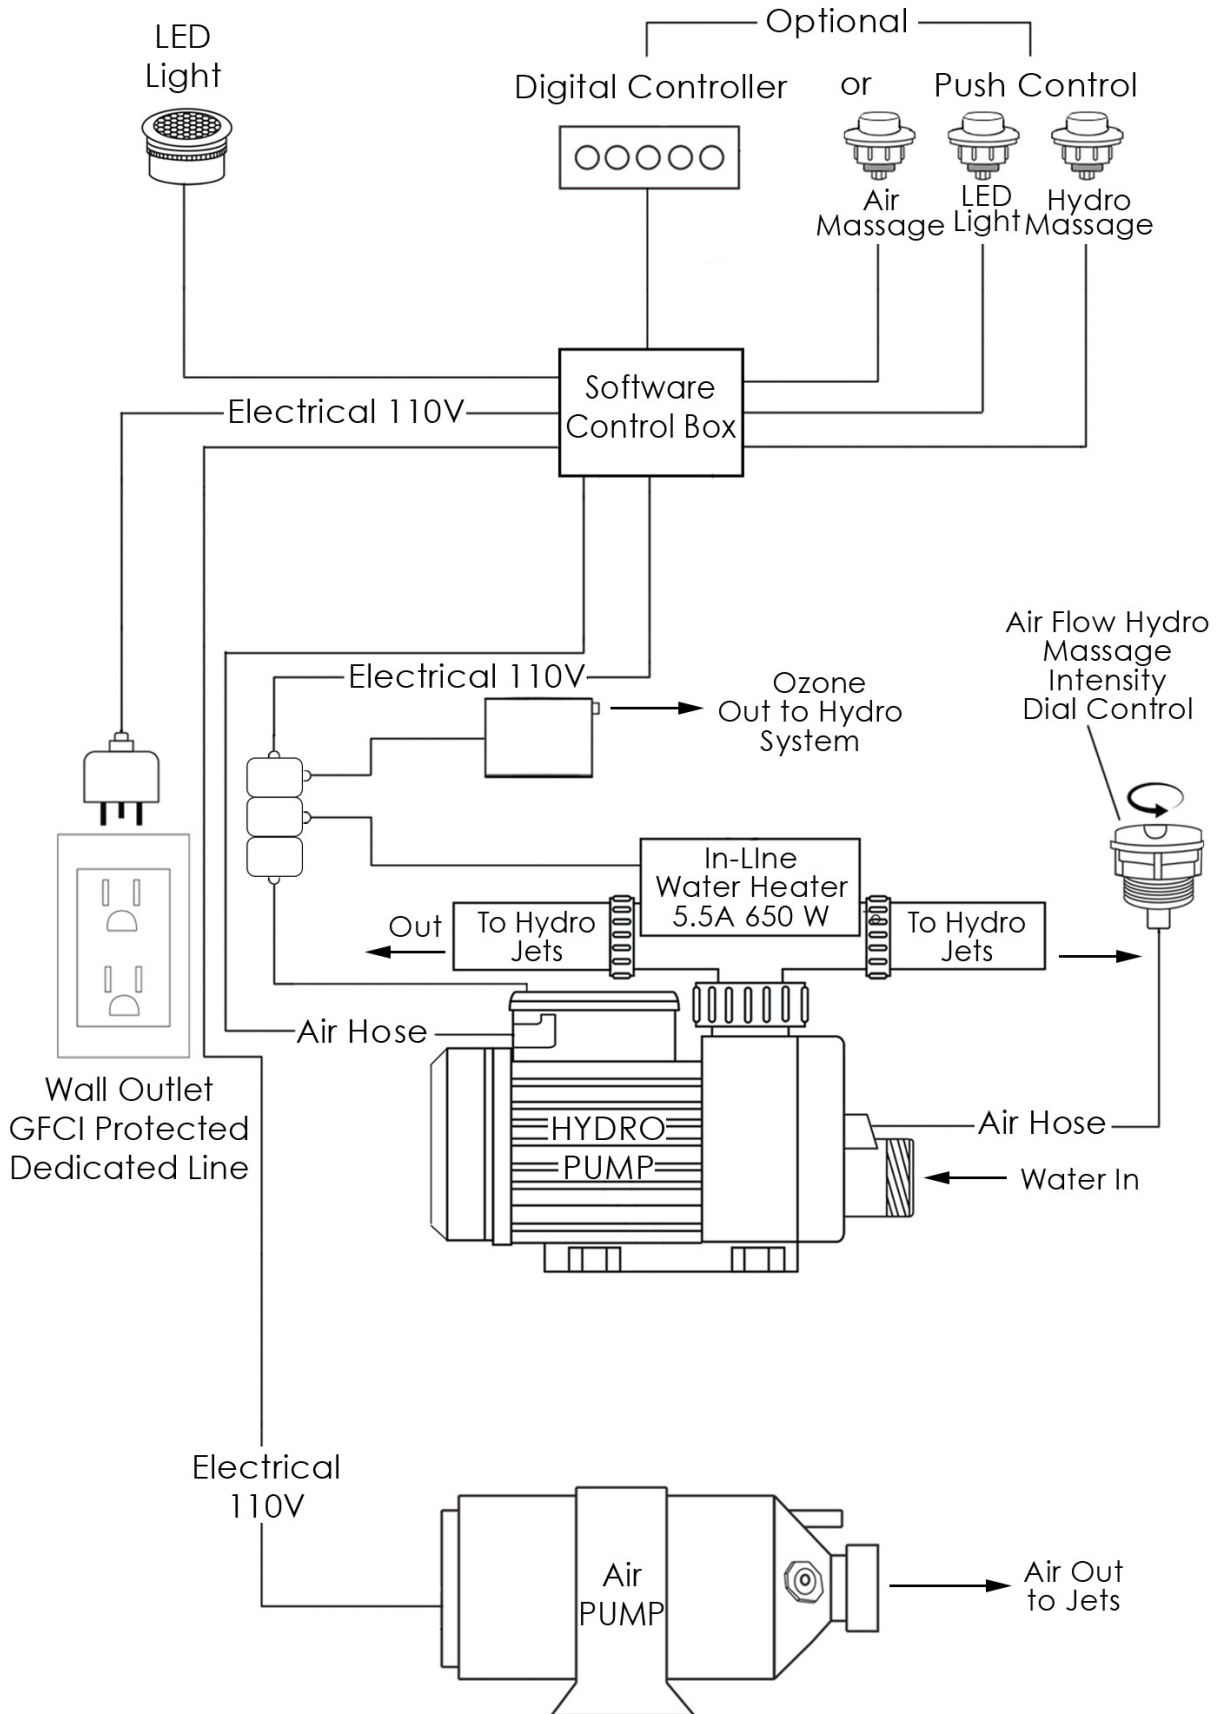 Optional
LED
Light
Digital Controller
or
Push Control
Air
Massage
LED
Light
Hydro
Massage
Software
Control Box
Electrical 110V
Electrical 110V
Ozone
Out to Hydro
System
Air Flow Hydro
Massage
Intensity
Dial Control
In-LIne
Water Heater
5.5A 650 W
Out
To Hydro
Jets
To Hydro
Jets
Air Hose
Wall Outlet
GFCI Protected
Dedicated Line
HYDRO
PUMP
Air Hose
Water In
Electrical
110V
Air
PUMP
Air Out
to Jets